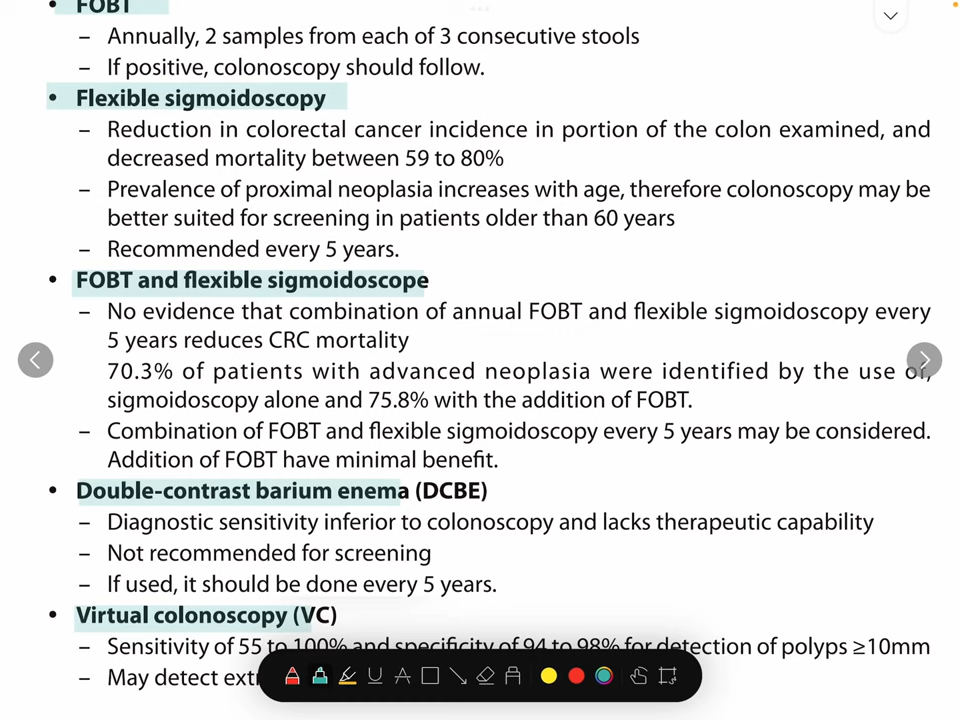 • FOBT
– Annually, 2 samples from each of 3 consecutive stools
– If positive, colonoscopy should follow.
• Flexible sigmoidoscopy
– Reduction in colorectal cancer incidence in portion of the colon examined, and
decreased mortality between 59 to 80%
– Prevalence of proximal neoplasia increases with age, therefore colonoscopy may be
better suited for screening in patients older than 60 years
– Recommended every 5 years.
• FOBT and flexible sigmoidoscope
– No evidence that combination of annual FOBT and flexible sigmoidoscopy every
5 years reduces CRC mortality
70.3% of patients with advanced neoplasia were identified by the use of,
sigmoidoscopy alone and 75.8% with the addition of FOBT.
– Combination of FOBT and flexible sigmoidoscopy every 5 years may be considered.
Addition of FOBT have minimal benefit.
• Double-contrast barium enema (DCBE)
– Diagnostic sensitivity inferior to colonoscopy and lacks therapeutic capability
– Not recommended for screening
– If used, it should be done every 5 years.
• Virtual colonoscopy (VC)
– Sensitivity of 55 to 100% and specificity of 94 to 98% for detection of polyps ≥10mm
– May detect